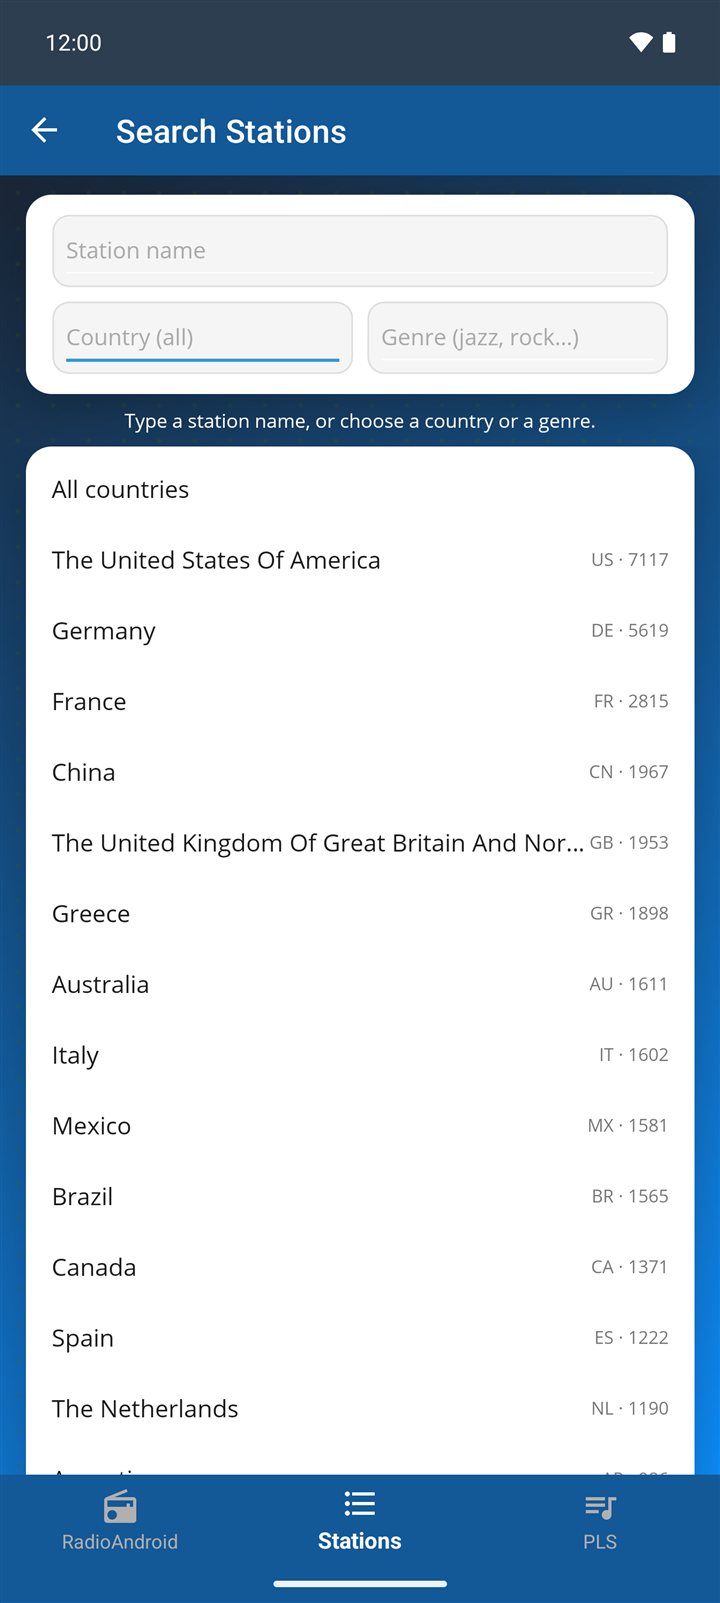 12:00
Search Stations
Station name
Country (all)
Genre (jazz, rock...)
Type a station name, or choose a country or a genre.
All countries
The United States Of America US · 7117
Germany DE · 5619
France FR · 2815
China CN · 1967
The United Kingdom Of Great Britain And Nor... GB · 1953
Greece GR · 1898
Australia AU · 1611
Italy IT · 1602
Mexico MX · 1581
Brazil BR · 1565
Canada CA · 1371
Spain ES · 1222
The Netherlands NL · 1190
RadioAndroid
Stations
PLS